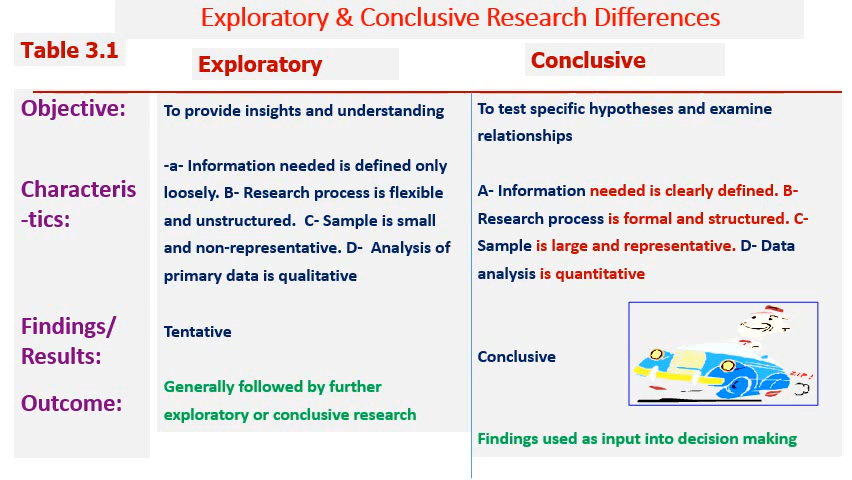 Exploratory & Conclusive Research Differences
Table 3.1
Exploratory
Conclusive
Objective:
To provide insights and understanding
To test specific hypotheses and examine
relationships
Characteris
-tics:
-a- Information needed is defined only
loosely. B- Research process is flexible
and unstructured. C- Sample is small
and non-representative. D- Analysis of
primary data is qualitative
A- Information needed is clearly defined. B-
Research process is formal and structured. C-
Sample is large and representative. D- Data
analysis is quantitative
Findings/
Results:
Tentative
Conclusive
Outcome:
Generally followed by further
exploratory or conclusive research
Findings used as input into decision making
ZIP!